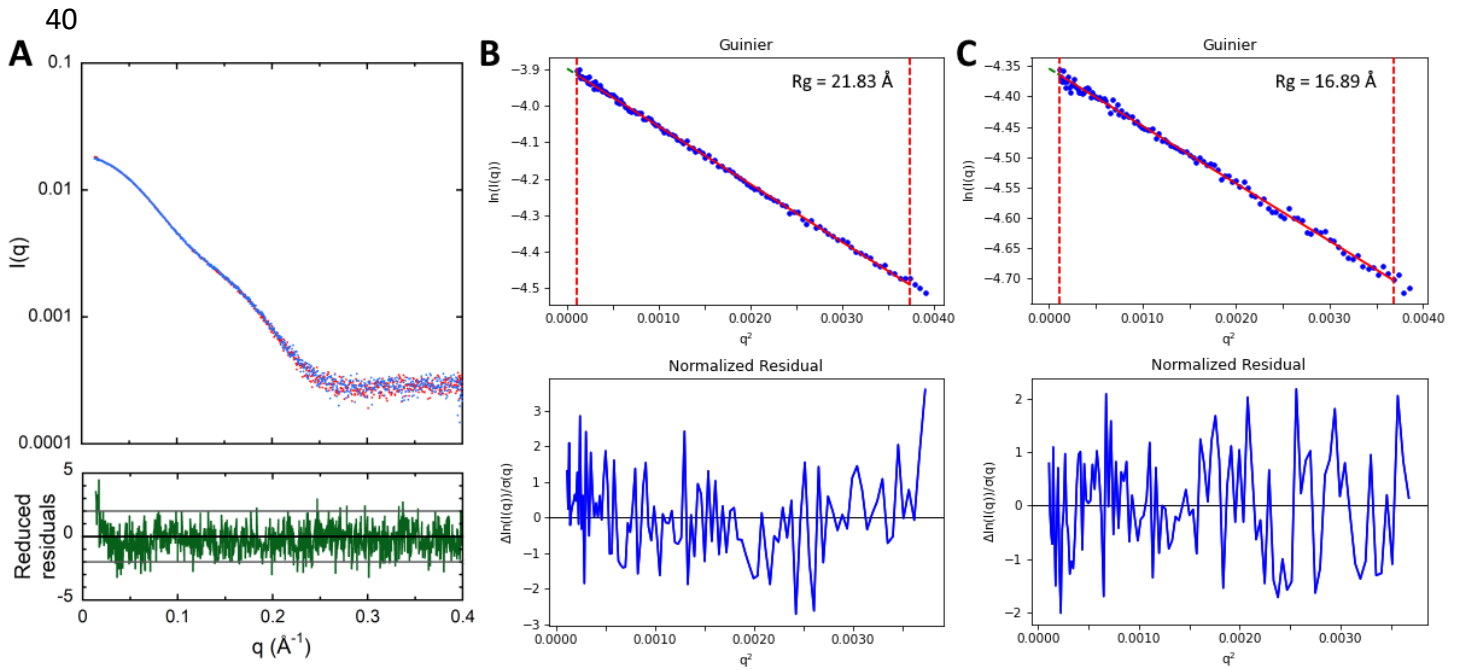 40
A
0.1
0.01
0.001
0.0001
I(q)
5
0
-5
Reduced
residuals
0
0.1
0.2
0.3
0.4
q (Å⁻¹)
B
Guinier
Rg = 21.83 Å
−3.9
−4.0
−4.1
−4.2
−4.3
−4.4
−4.5
ln(I(q))
0.0000
0.0010
0.0020
0.0030
0.0040
q²
Normalized Residual
3
2
1
0
−1
−2
−3
Δln(I(q))/σ(q)
0.0000
0.0010
0.0020
0.0030
q²
C
Guinier
Rg = 16.89 Å
−4.35
−4.40
−4.45
−4.50
−4.55
−4.60
−4.65
−4.70
ln(I(q))
0.0000
0.0010
0.0020
0.0030
0.0040
q²
Normalized Residual
2
1
0
−1
−2
Δln(I(q))/σ(q)
0.0000
0.0010
0.0020
0.0030
q²